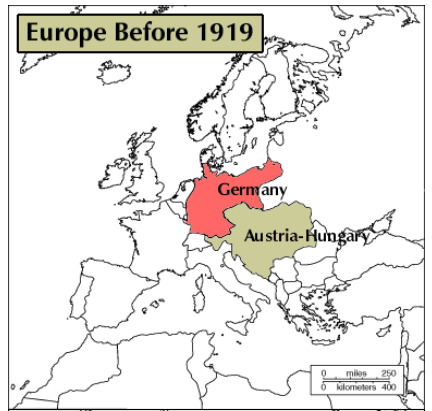 Europe Before 1919
Germany
Austria-Hungary
0 miles 250
0 kilometers 400